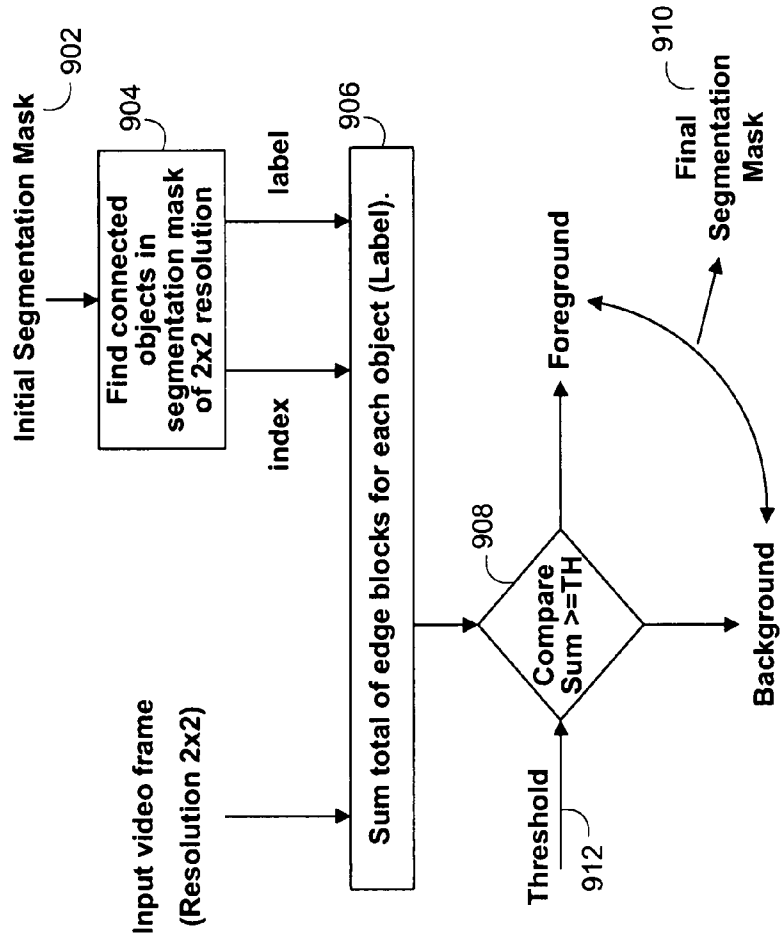 Initial Segmentation Mask
902
904
Find connected
objects in
segmentation mask
of 2x2 resolution
Input video frame
(Resolution 2x2)
index
label
906
Sum total of edge blocks for each object (Label).
Threshold
912
908
Compare
Sum >=TH
Foreground
Background
Final
Segmentation
Mask
910